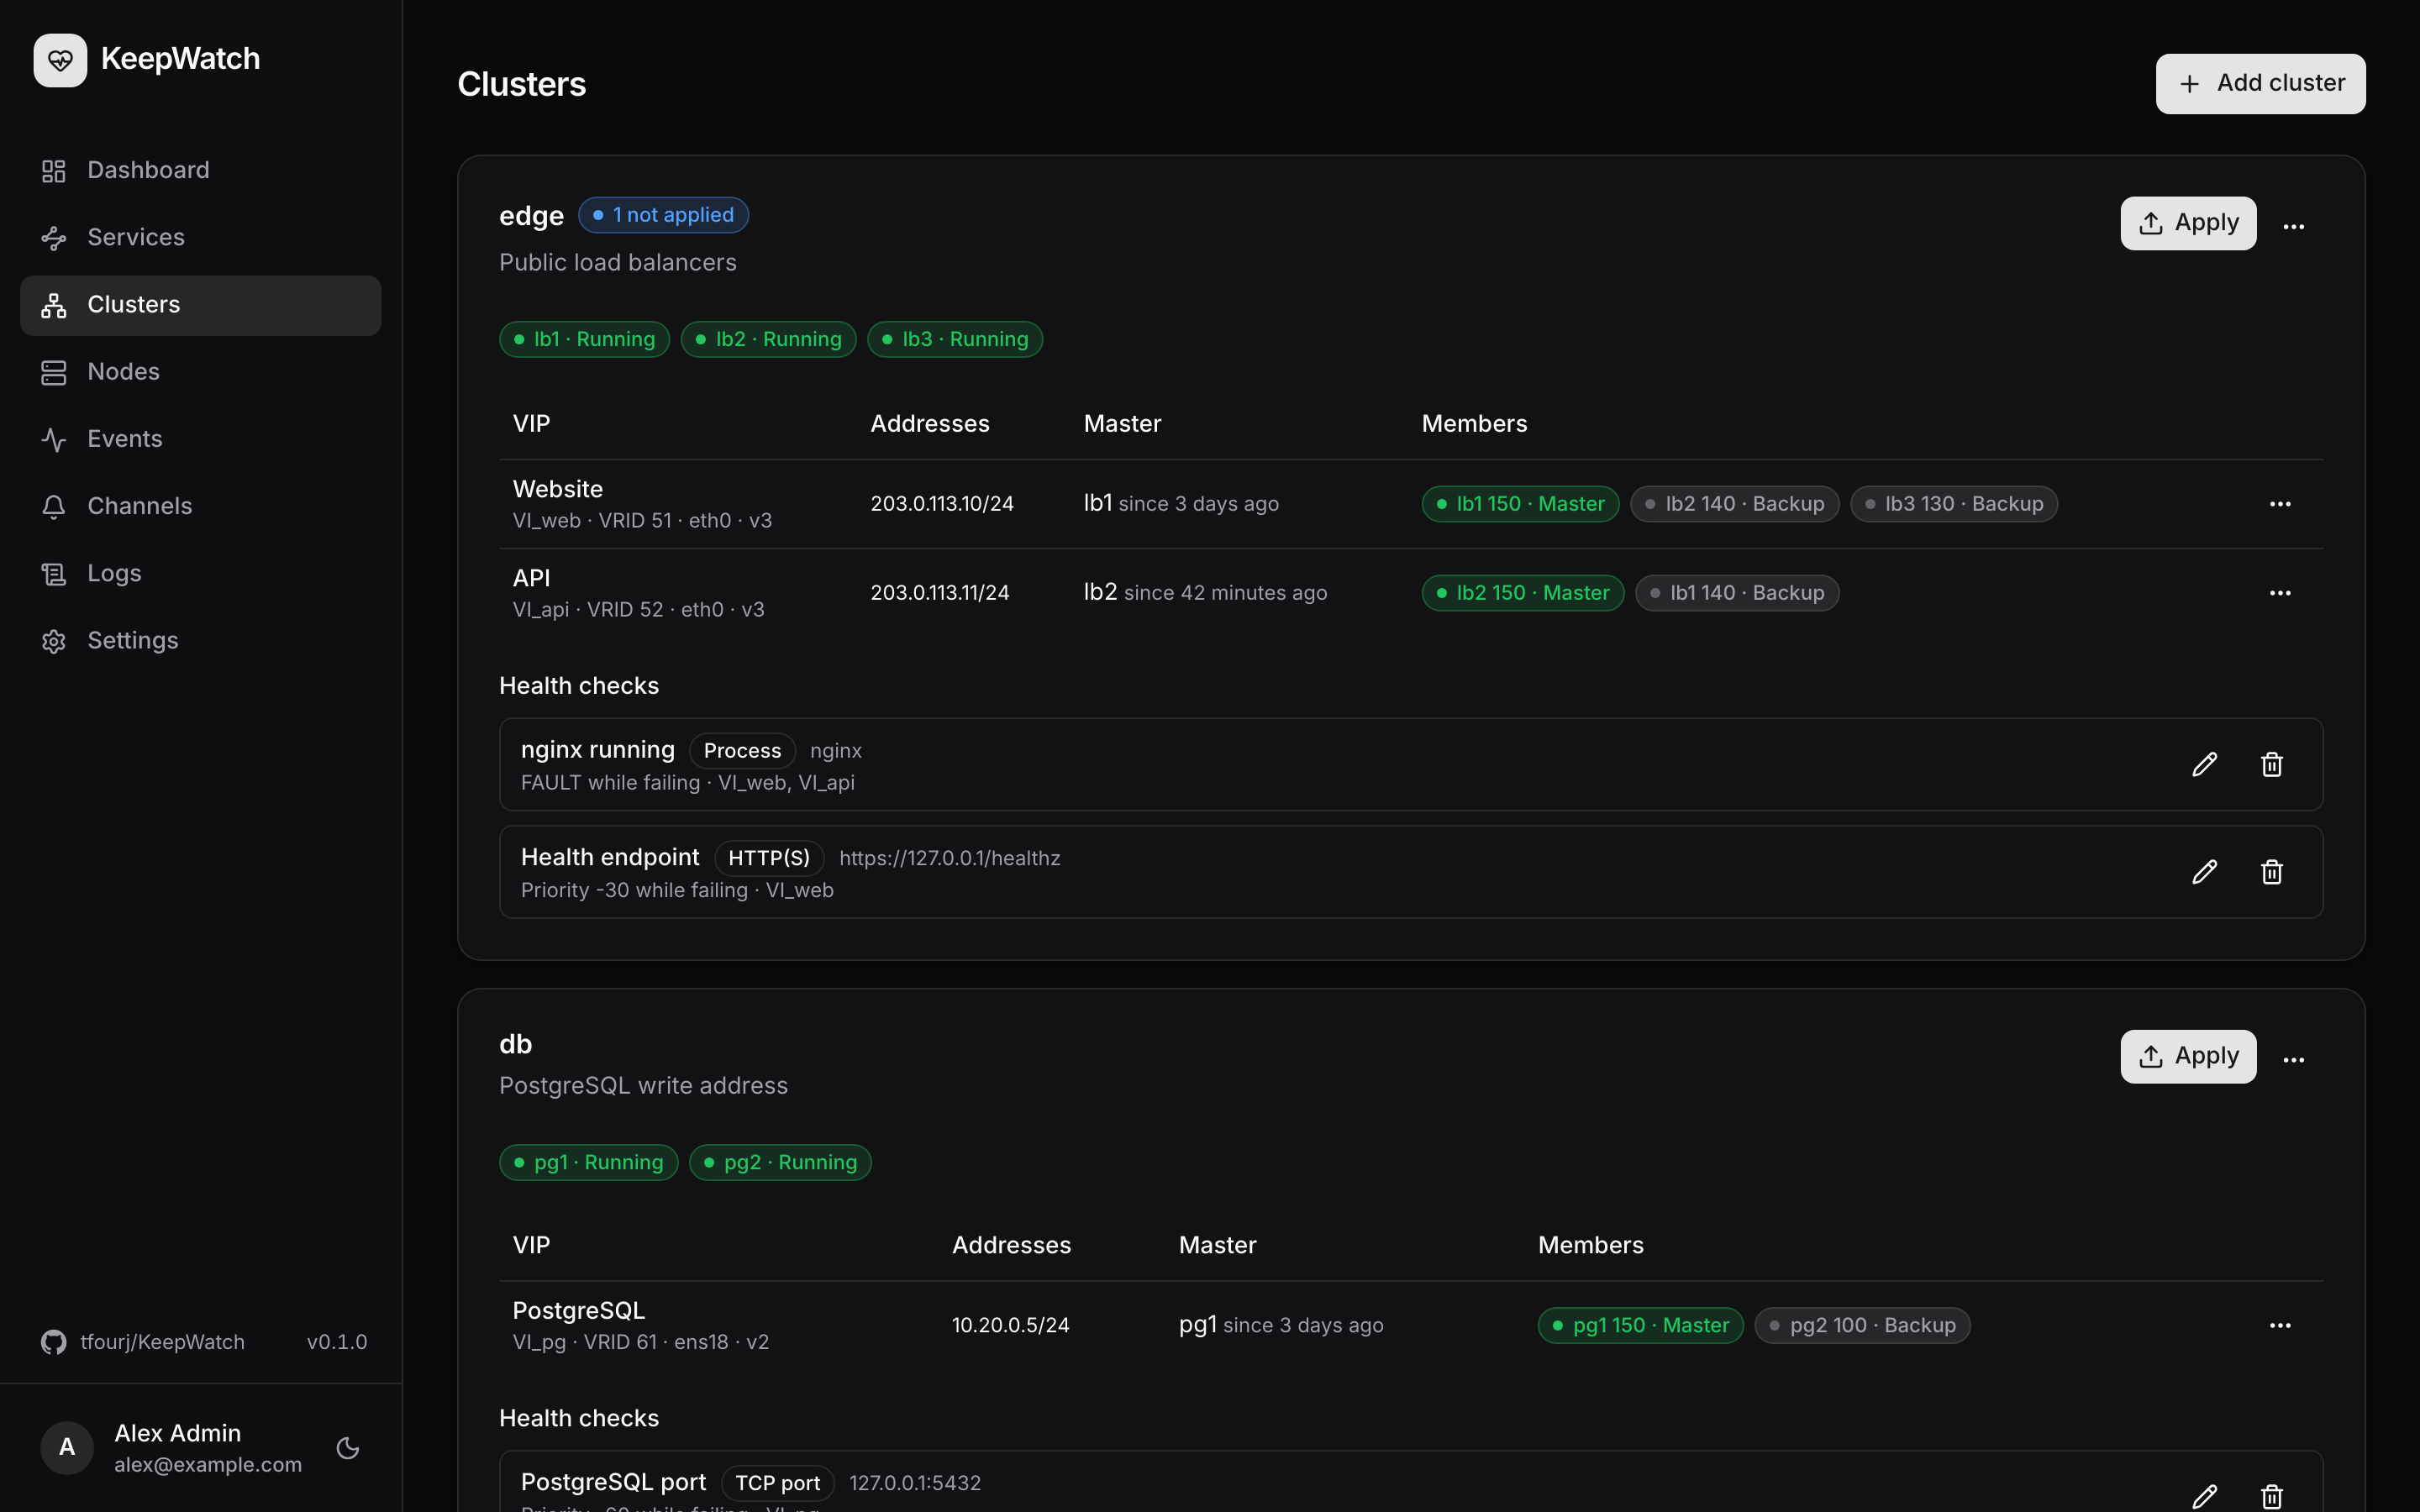 KeepWatch
Dashboard
Services
Clusters
Nodes
Events
Channels
Logs
Settings
tfourj/KeepWatch v0.1.0
A
Alex Admin
alex@example.com
Clusters
Add cluster
edge 1 not applied
Apply
Public load balancers
lb1 · Running lb2 · Running lb3 · Running
VIP Addresses Master Members
Website
VI_web · VRID 51 · eth0 · v3
203.0.113.10/24 lb1 since 3 days ago lb1 150 · Master lb2 140 · Backup lb3 130 · Backup
API
VI_api · VRID 52 · eth0 · v3
203.0.113.11/24 lb2 since 42 minutes ago lb2 150 · Master lb1 140 · Backup
Health checks
nginx running Process nginx
FAULT while failing · VI_web, VI_api
Health endpoint HTTP(S) https://127.0.0.1/healthz
Priority -30 while failing · VI_web
db
Apply
PostgreSQL write address
pg1 · Running pg2 · Running
VIP Addresses Master Members
PostgreSQL
VI_pg · VRID 61 · ens18 · v2
10.20.0.5/24 pg1 since 3 days ago pg1 150 · Master pg2 100 · Backup
Health checks
PostgreSQL port TCP port 127.0.0.1:5432